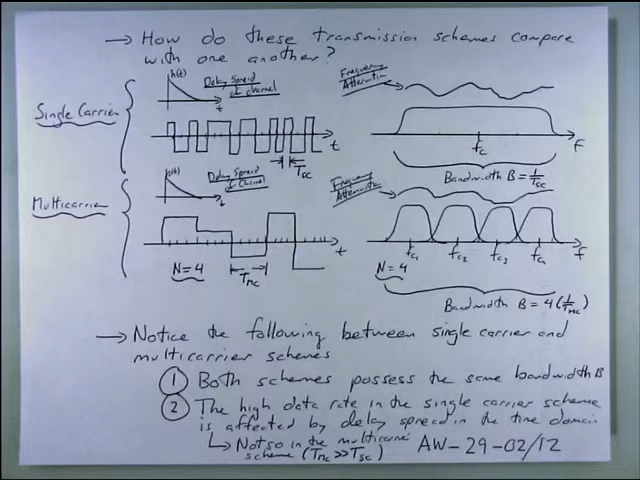 → How do these transmission schemes compare
with one another?
Single Carrier
h(t)
Delay Spread
of Channel
t
Frequency
Attenuation
t
T_SC
f_c
f
Bandwidth B = 1/T_SC
Multicarrier
h(t)
Delay Spread
of Channel
t
Frequency
Attenuation
t
N=4
T_MC
f_c1 f_c2 f_c3 f_c4 f
N=4
Bandwidth B = 4(1/T_MC)
→ Notice the following between single carrier and
multicarrier schemes
① Both schemes possess the same bandwidth B
② The high data rate in the single carrier scheme
is affected by delay spread in the time domain
↳ Not so in the multicarrier
scheme (T_MC >> T_SC)
AW-29-02/12